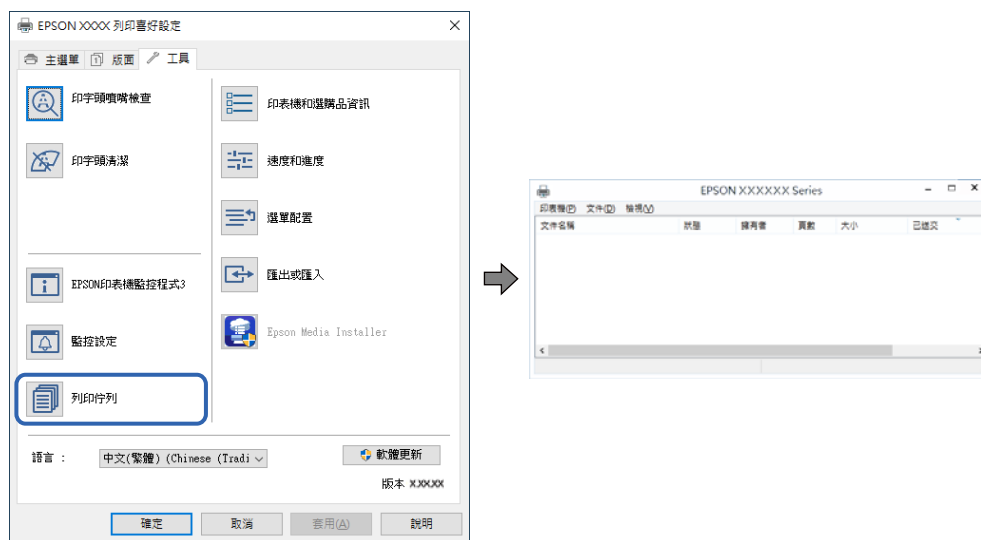 EPSON XXXX 列印喜好設定
主選單 版面 工具
印字頭噴嘴檢查
印字頭清潔
EPSON印表機監控程式3
監控設定
列印佇列
印表機和選購品資訊
速度和進度
選單配置
匯出或匯入
Epson Media Installer
語言 : 中文(繁體) (Chinese (Tradi
軟體更新
版本 X.XX.XX
確定 取消 套用(A) 說明
EPSON XXXXXX Series
印表機(P) 文件(D) 檢視(V)
文件名稱 狀態 擁有者 頁數 大小 已提交